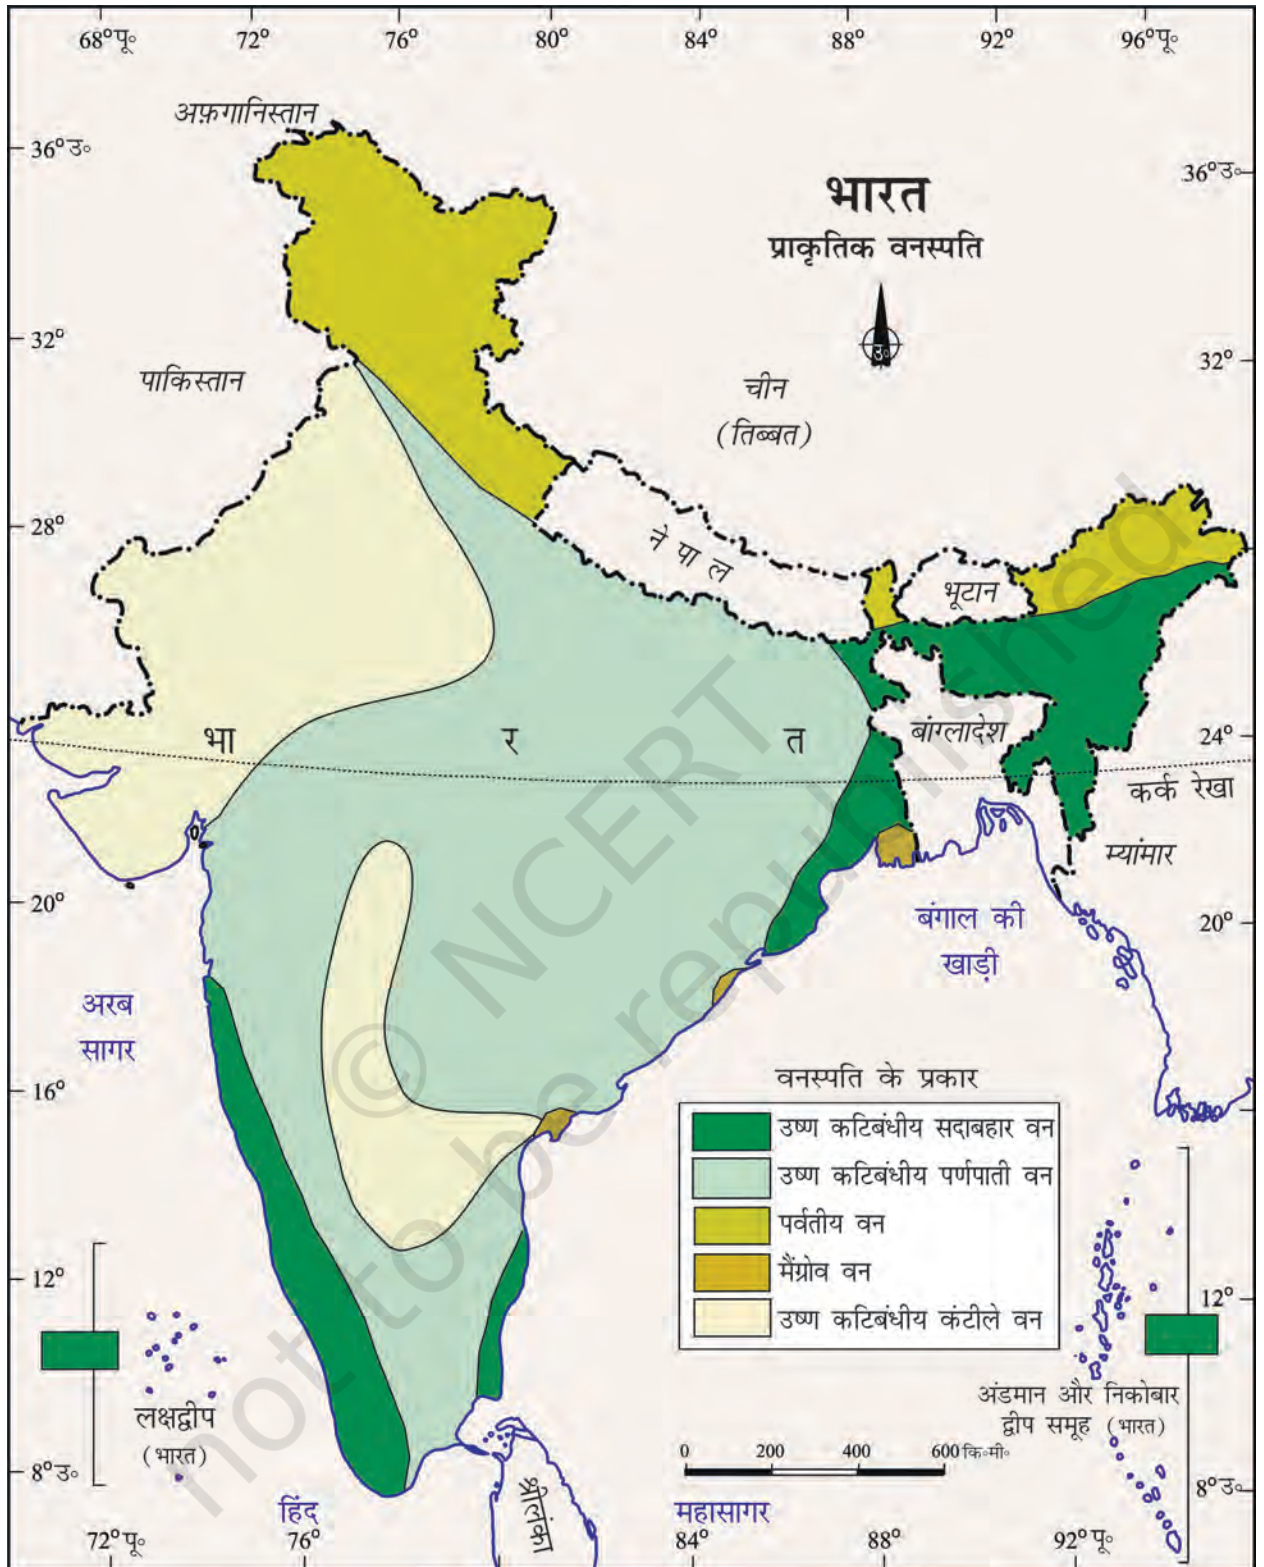 68°पू॰ 72° 76° 80° 84° 88° 92° 96°पू॰
अफ़गानिस्तान
36°उ॰
36°उ॰
भारत
प्राकृतिक वनस्पति
उ॰
32°
32°
पाकिस्तान
चीन
(तिब्बत)
28°
नेपाल
भूटान
भा र त
बांग्लादेश
24°
कर्क रेखा
म्यांमार
20°
20°
बंगाल की
खाड़ी
अरब
सागर
16°
वनस्पति के प्रकार
उष्ण कटिबंधीय सदाबहार वन
उष्ण कटिबंधीय पर्णपाती वन
पर्वतीय वन
मैंग्रोव वन
उष्ण कटिबंधीय कंटीले वन
12°
12°
लक्षद्वीप
(भारत)
अंडमान और निकोबार
द्वीप समूह (भारत)
0 200 400 600 कि॰मी॰
8°उ॰
8°उ॰
हिंद
श्रीलंका
महासागर
72°पू॰ 76° 84° 88° 92°पू॰
© NCERT
not to be republished